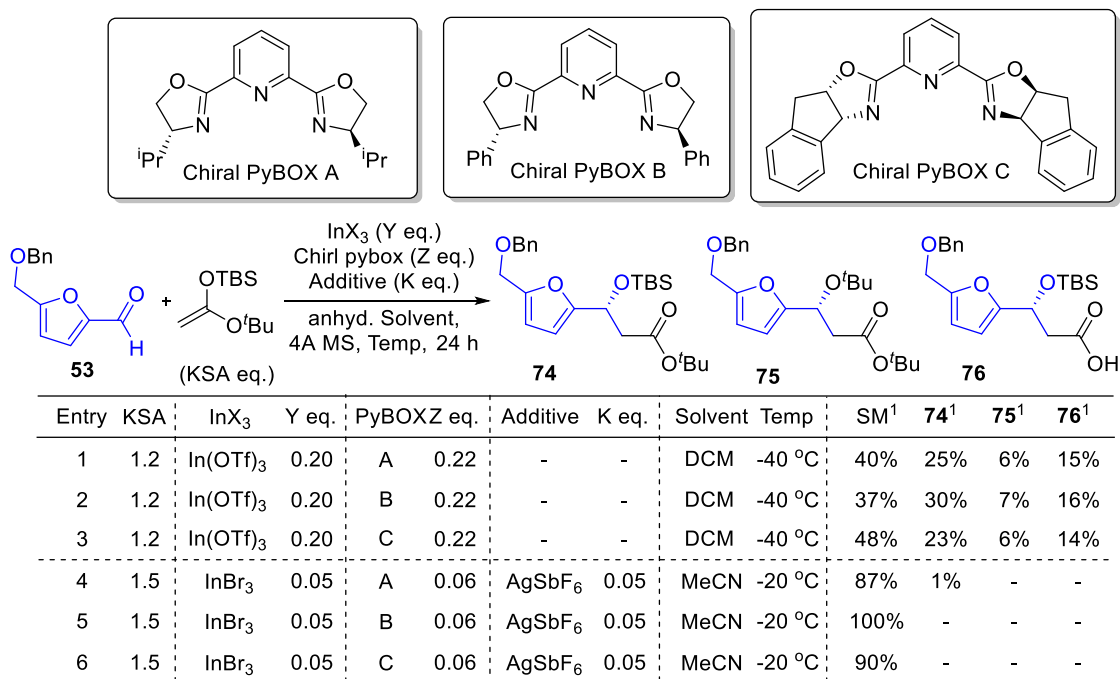 O
N
O
N
N
iPr
iPr
Chiral PyBOX A
O
N
O
N
N
Ph
Ph
Chiral PyBOX B
O
N
O
N
N
Chiral PyBOX C
OBn
O
O
H
53
+
OTBS
OtBu
(KSA eq.)
InX3 (Y eq.)
Chirl pybox (Z eq.)
Additive (K eq.)
anhyd. Solvent,
4A MS, Temp, 24 h
OBn
O
OTBS
O
OtBu
74
OBn
O
OtBu
O
OtBu
75
OBn
O
OTBS
O
OH
76
Entry KSA InX3 Y eq. PyBOX Z eq. Additive K eq. Solvent Temp SM1 741 751 761
1 1.2 In(OTf)3 0.20 A 0.22 - - DCM -40 °C 40% 25% 6% 15%
2 1.2 In(OTf)3 0.20 B 0.22 - - DCM -40 °C 37% 30% 7% 16%
3 1.2 In(OTf)3 0.20 C 0.22 - - DCM -40 °C 48% 23% 6% 14%
4 1.5 InBr3 0.05 A 0.06 AgSbF6 0.05 MeCN -20 °C 87% 1% - -
5 1.5 InBr3 0.05 B 0.06 AgSbF6 0.05 MeCN -20 °C 100% - - -
6 1.5 InBr3 0.05 C 0.06 AgSbF6 0.05 MeCN -20 °C 90% - - -